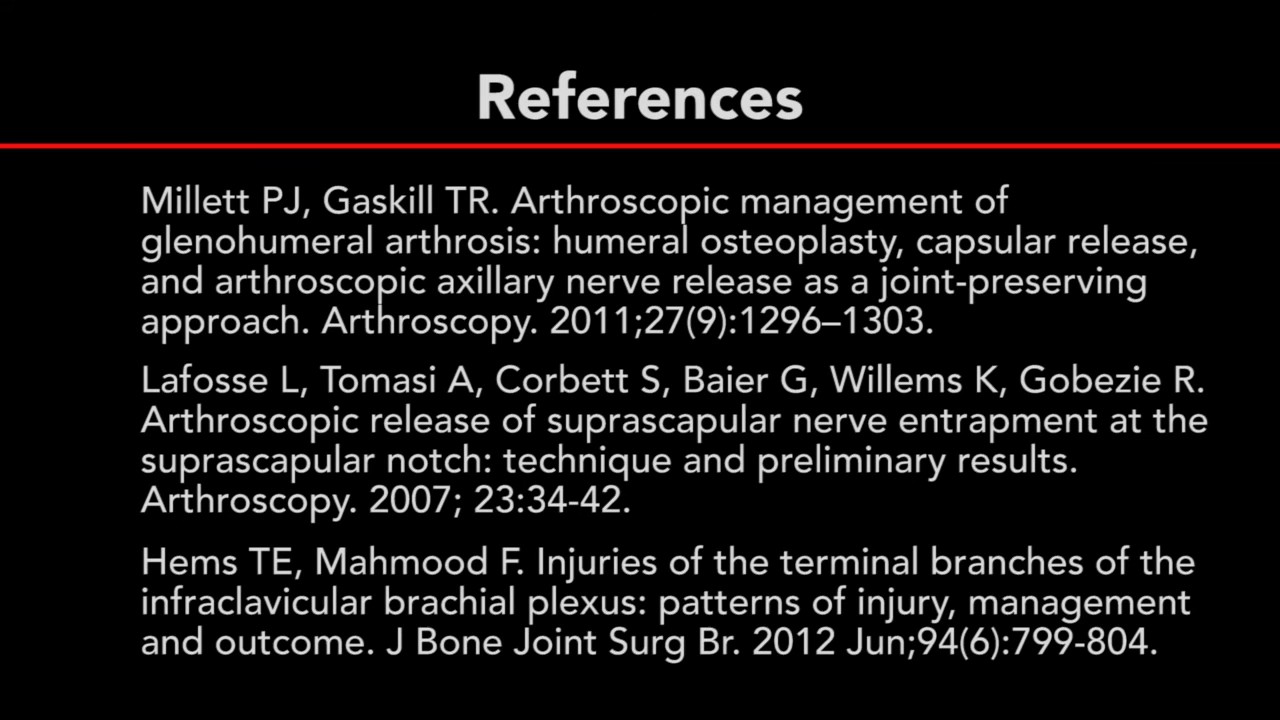 References
Millett PJ, Gaskill TR. Arthroscopic management of
glenohumeral arthrosis: humeral osteoplasty, capsular release,
and arthroscopic axillary nerve release as a joint-preserving
approach. Arthroscopy. 2011;27(9):1296–1303.
Lafosse L, Tomasi A, Corbett S, Baier G, Willems K, Gobezie R.
Arthroscopic release of suprascapular nerve entrapment at the
suprascapular notch: technique and preliminary results.
Arthroscopy. 2007; 23:34-42.
Hems TE, Mahmood F. Injuries of the terminal branches of the
infraclavicular brachial plexus: patterns of injury, management
and outcome. J Bone Joint Surg Br. 2012 Jun;94(6):799-804.